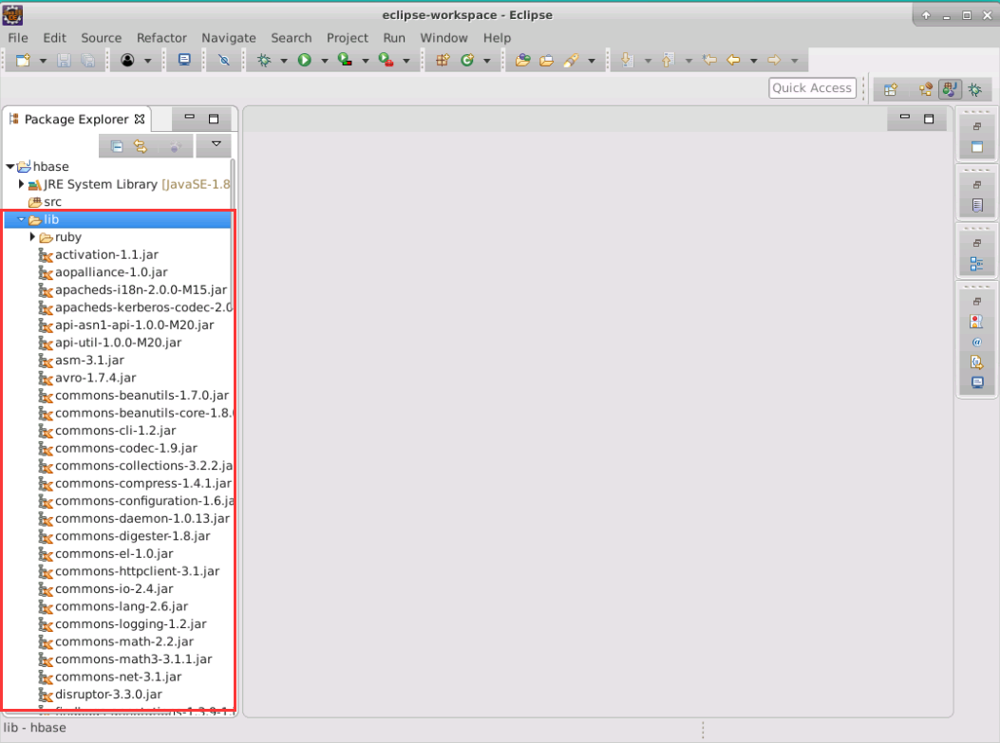 eclipse-workspace - Eclipse
File Edit Source Refactor Navigate Search Project Run Window Help
Quick Access
Package Explorer
hbase
JRE System Library [JavaSE-1.8
src
lib
ruby
activation-1.1.jar
aopalliance-1.0.jar
apacheds-i18n-2.0.0-M15.jar
apacheds-kerberos-codec-2.0
api-asn1-api-1.0.0-M20.jar
api-util-1.0.0-M20.jar
asm-3.1.jar
avro-1.7.4.jar
commons-beanutils-1.7.0.jar
commons-beanutils-core-1.8.
commons-cli-1.2.jar
commons-codec-1.9.jar
commons-collections-3.2.2.ja
commons-compress-1.4.1.jar
commons-configuration-1.6.ja
commons-daemon-1.0.13.jar
commons-digester-1.8.jar
commons-el-1.0.jar
commons-httpclient-3.1.jar
commons-io-2.4.jar
commons-lang-2.6.jar
commons-logging-1.2.jar
commons-math-2.2.jar
commons-math3-3.1.1.jar
commons-net-3.1.jar
disruptor-3.3.0.jar
lib - hbase